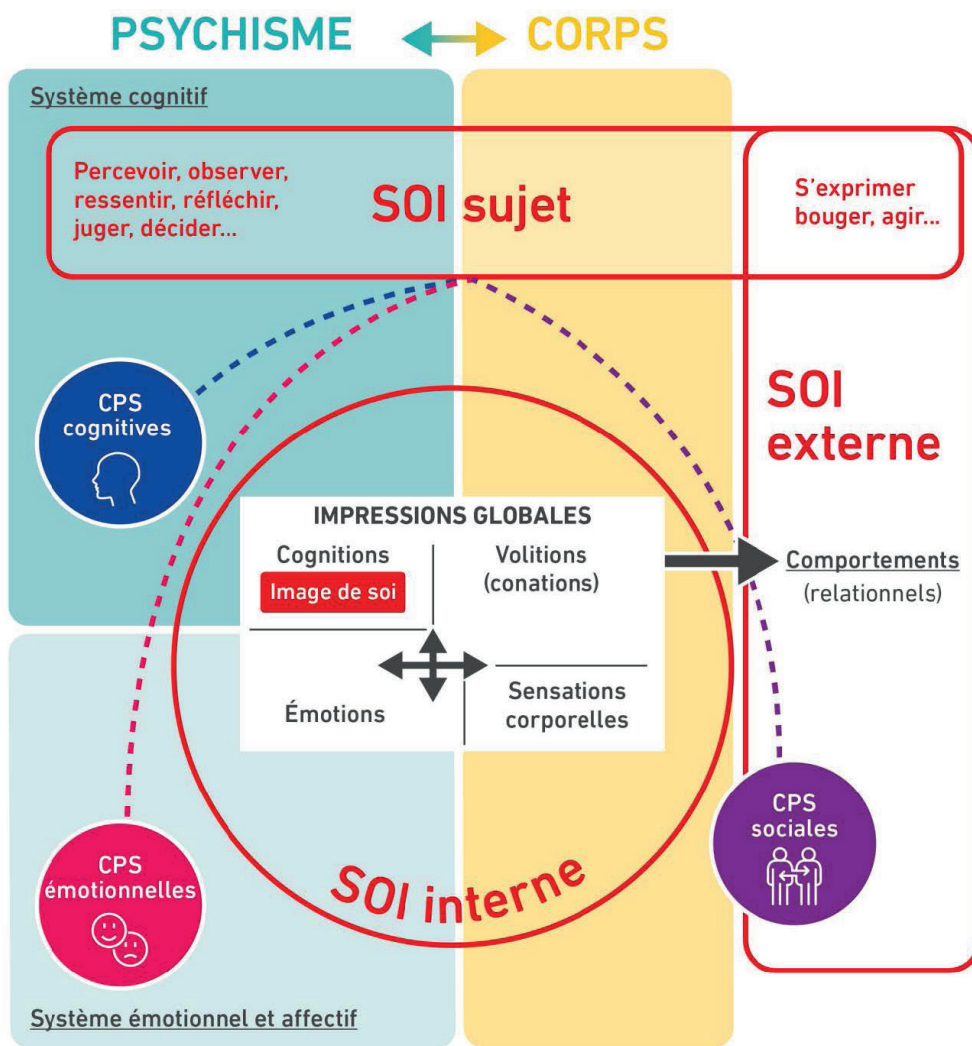 PSYCHISME CORPS
Système cognitif
Percevoir, observer,
ressentir, réfléchir,
juger, décider...
SOI sujet
S'exprimer
bouger, agir...
CPS
cognitives
SOI
externe
IMPRESSIONS GLOBALES
Cognitions
Image de soi
Volitions
(conations)
Comportements
(relationnels)
Émotions
Sensations
corporelles
CPS
émotionnelles
SOI interne
CPS
sociales
Système émotionnel et affectif